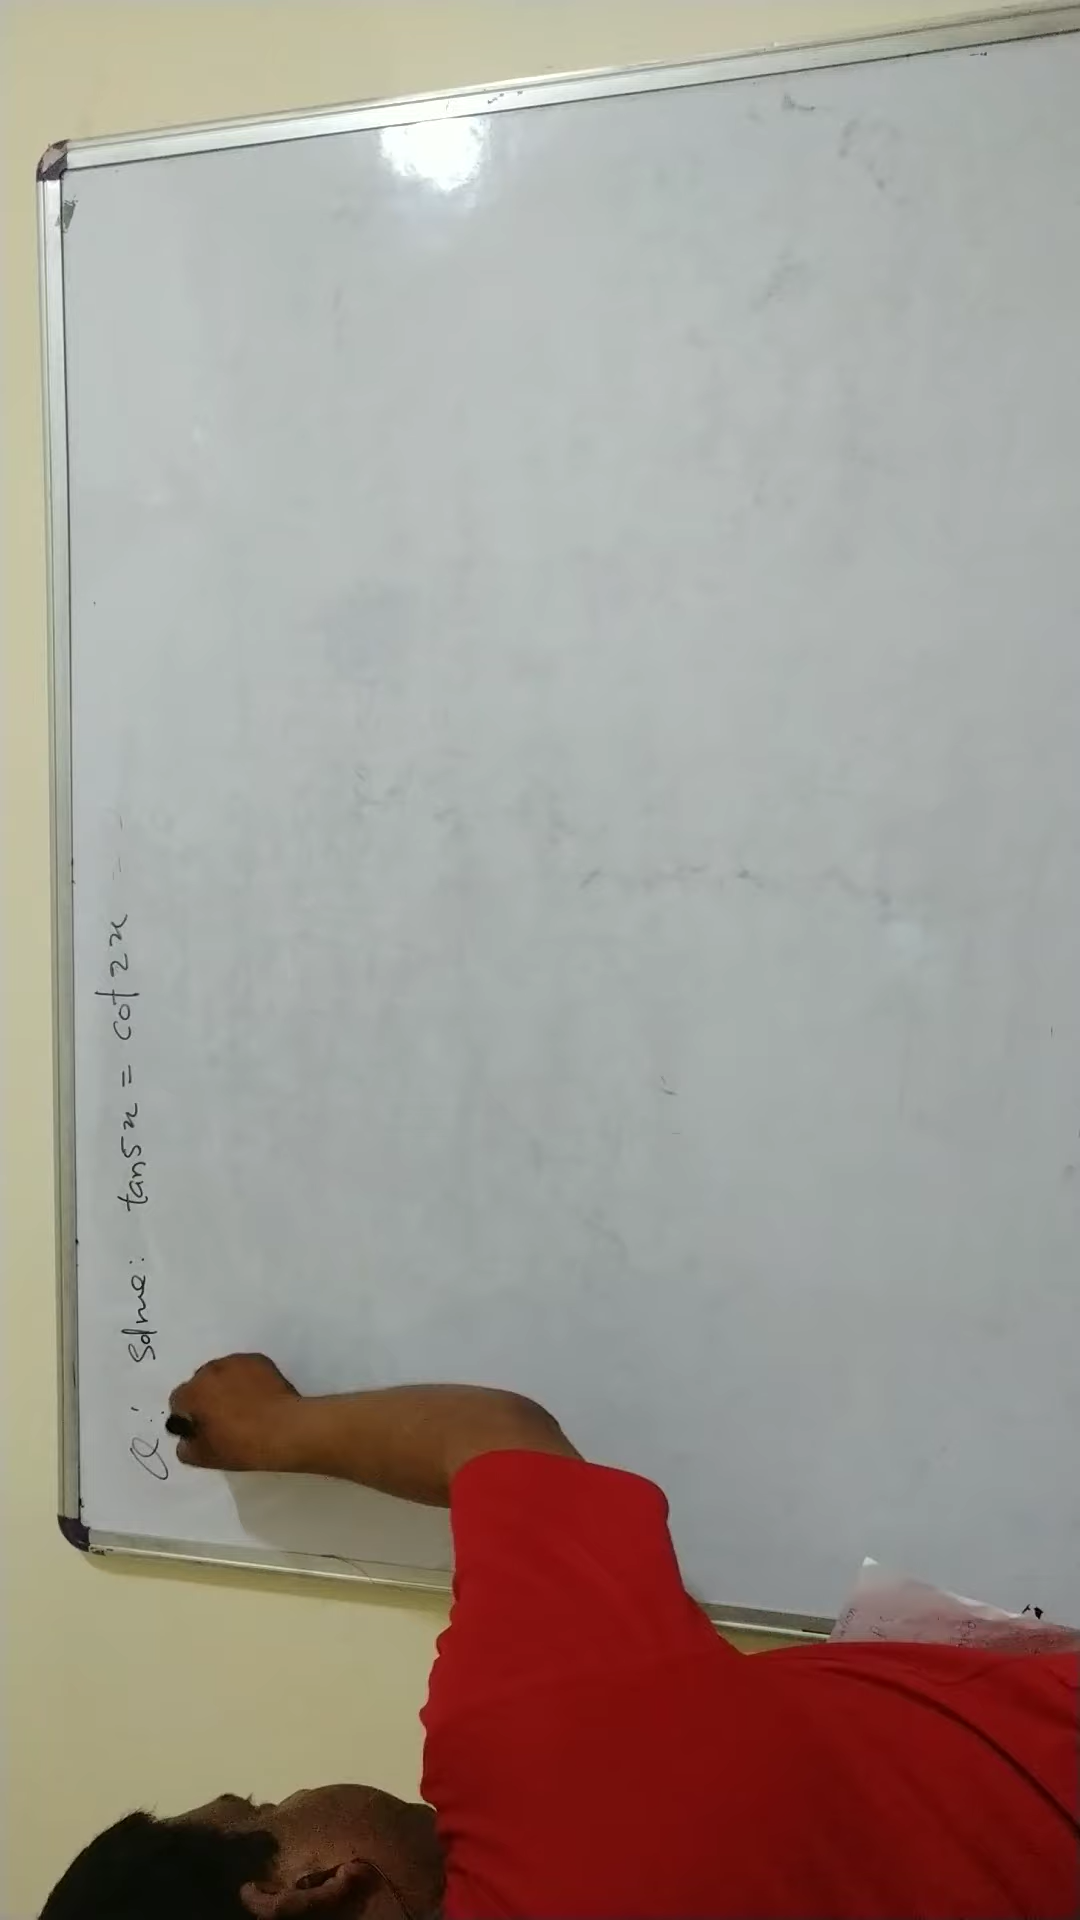 Q: Solve: tan5x = cot2x